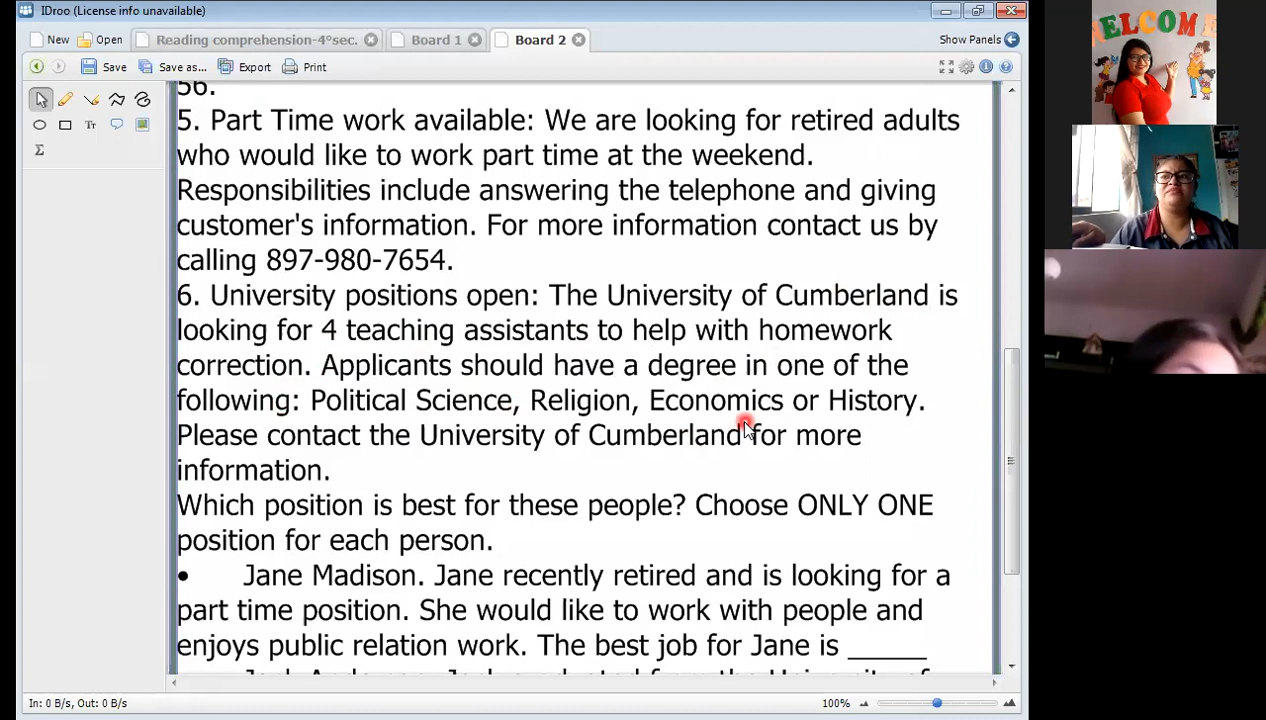 IDroo (License info unavailable)
New Open Reading comprehension-4°sec. Board 1 Board 2 Show Panels
Save Save as... Export Print
56.
5. Part Time work available: We are looking for retired adults
who would like to work part time at the weekend.
Responsibilities include answering the telephone and giving
customer's information. For more information contact us by
calling 897-980-7654.
6. University positions open: The University of Cumberland is
looking for 4 teaching assistants to help with homework
correction. Applicants should have a degree in one of the
following: Political Science, Religion, Economics or History.
Please contact the University of Cumberland for more
information.
Which position is best for these people? Choose ONLY ONE
position for each person.
• Jane Madison. Jane recently retired and is looking for a
part time position. She would like to work with people and
enjoys public relation work. The best job for Jane is ______
In: 0 B/s, Out: 0 B/s
100%
WELCOME
Tт
Σ